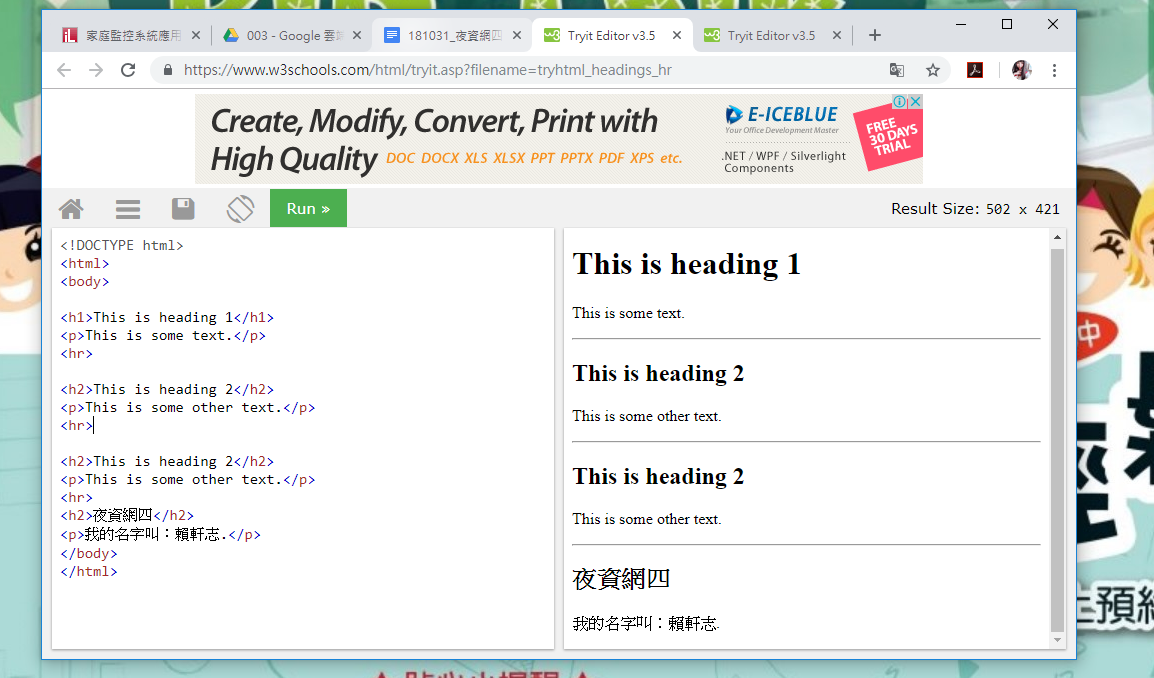 家庭監控系統應用
003 - Google 雲端
181031_夜資網四
Tryit Editor v3.5
Tryit Editor v3.5
https://www.w3schools.com/html/tryit.asp?filename=tryhtml_headings_hr
Create, Modify, Convert, Print with
High Quality DOC DOCX XLS XLSX PPT PPTX PDF XPS etc.
E-ICEBLUE
Your Office Development Master
.NET / WPF / Silverlight
Components
FREE
30 DAYS
TRIAL
Run »
Result Size: 502 x 421
<!DOCTYPE html>
<html>
<body>
<h1>This is heading 1</h1>
<p>This is some text.</p>
<hr>
<h2>This is heading 2</h2>
<p>This is some other text.</p>
<hr>
<h2>This is heading 2</h2>
<p>This is some other text.</p>
<hr>
<h2>夜資網四</h2>
<p>我的名字叫：賴軒志.</p>
</body>
</html>
This is heading 1
This is some text.
This is heading 2
This is some other text.
This is heading 2
This is some other text.
夜資網四
我的名字叫：賴軒志.
中